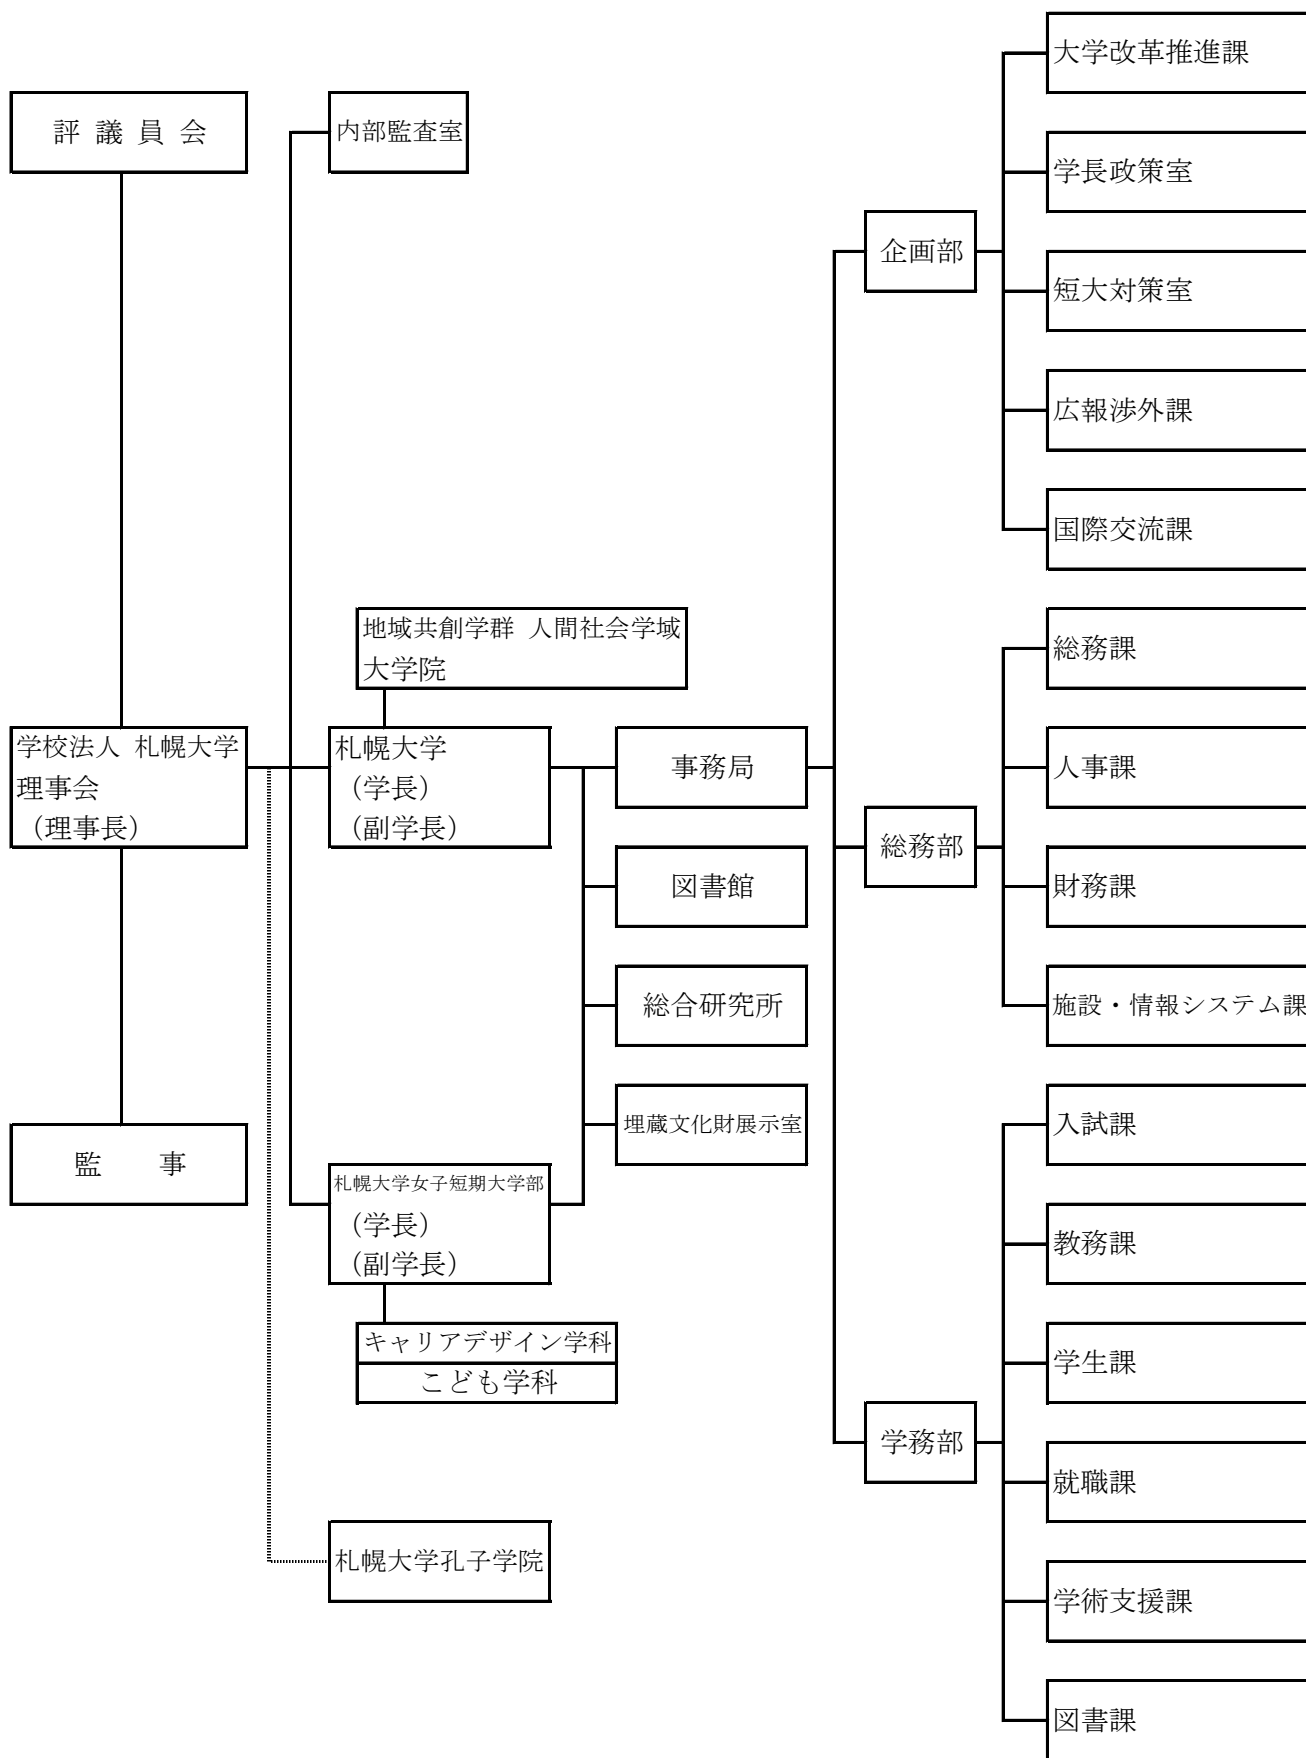 評 議 員 会
学校法人 札幌大学
理事会
（理事長）
監　　事
内部監査室
地域共創学群 人間社会学域
大学院
札幌大学
（学長）
（副学長）
札幌大学女子短期大学部
（学長）
（副学長）
キャリアデザイン学科
こども学科
札幌大学孔子学院
事務局
図書館
総合研究所
埋蔵文化財展示室
企画部
大学改革推進課
学長政策室
短大対策室
広報渉外課
国際交流課
総務部
総務課
人事課
財務課
施設・情報システム課
学務部
入試課
教務課
学生課
就職課
学術支援課
図書課